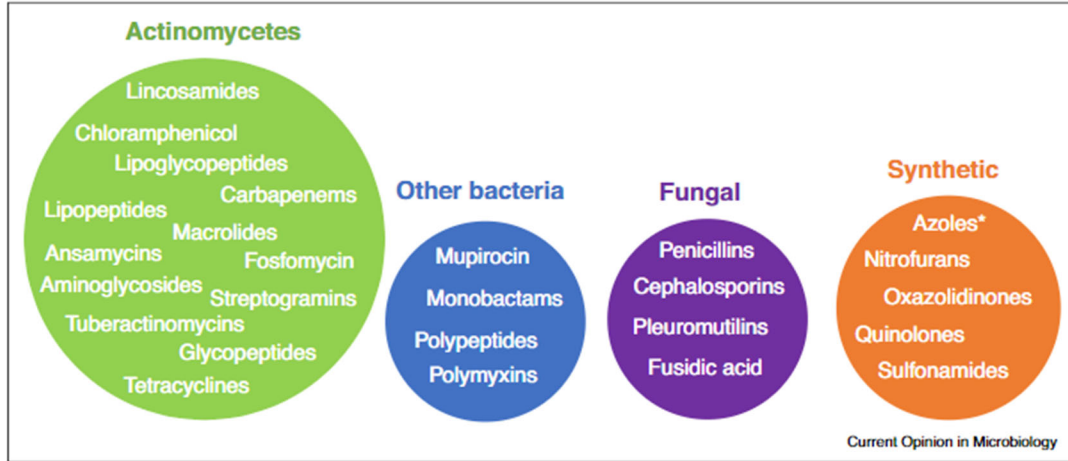 Actinomycetes
Lincosamides
Chloramphenicol
Lipoglycopeptides
Carbapenems
Lipopeptides
Macrolides
Ansamycins
Fosfomycin
Aminoglycosides
Streptogramins
Tuberactinomycins
Glycopeptides
Tetracyclines
Other bacteria
Mupirocin
Monobactams
Polypeptides
Polymyxins
Fungal
Penicillins
Cephalosporins
Pleuromutilins
Fusidic acid
Synthetic
Azoles*
Nitrofurans
Oxazolidinones
Quinolones
Sulfonamides
Current Opinion in Microbiology